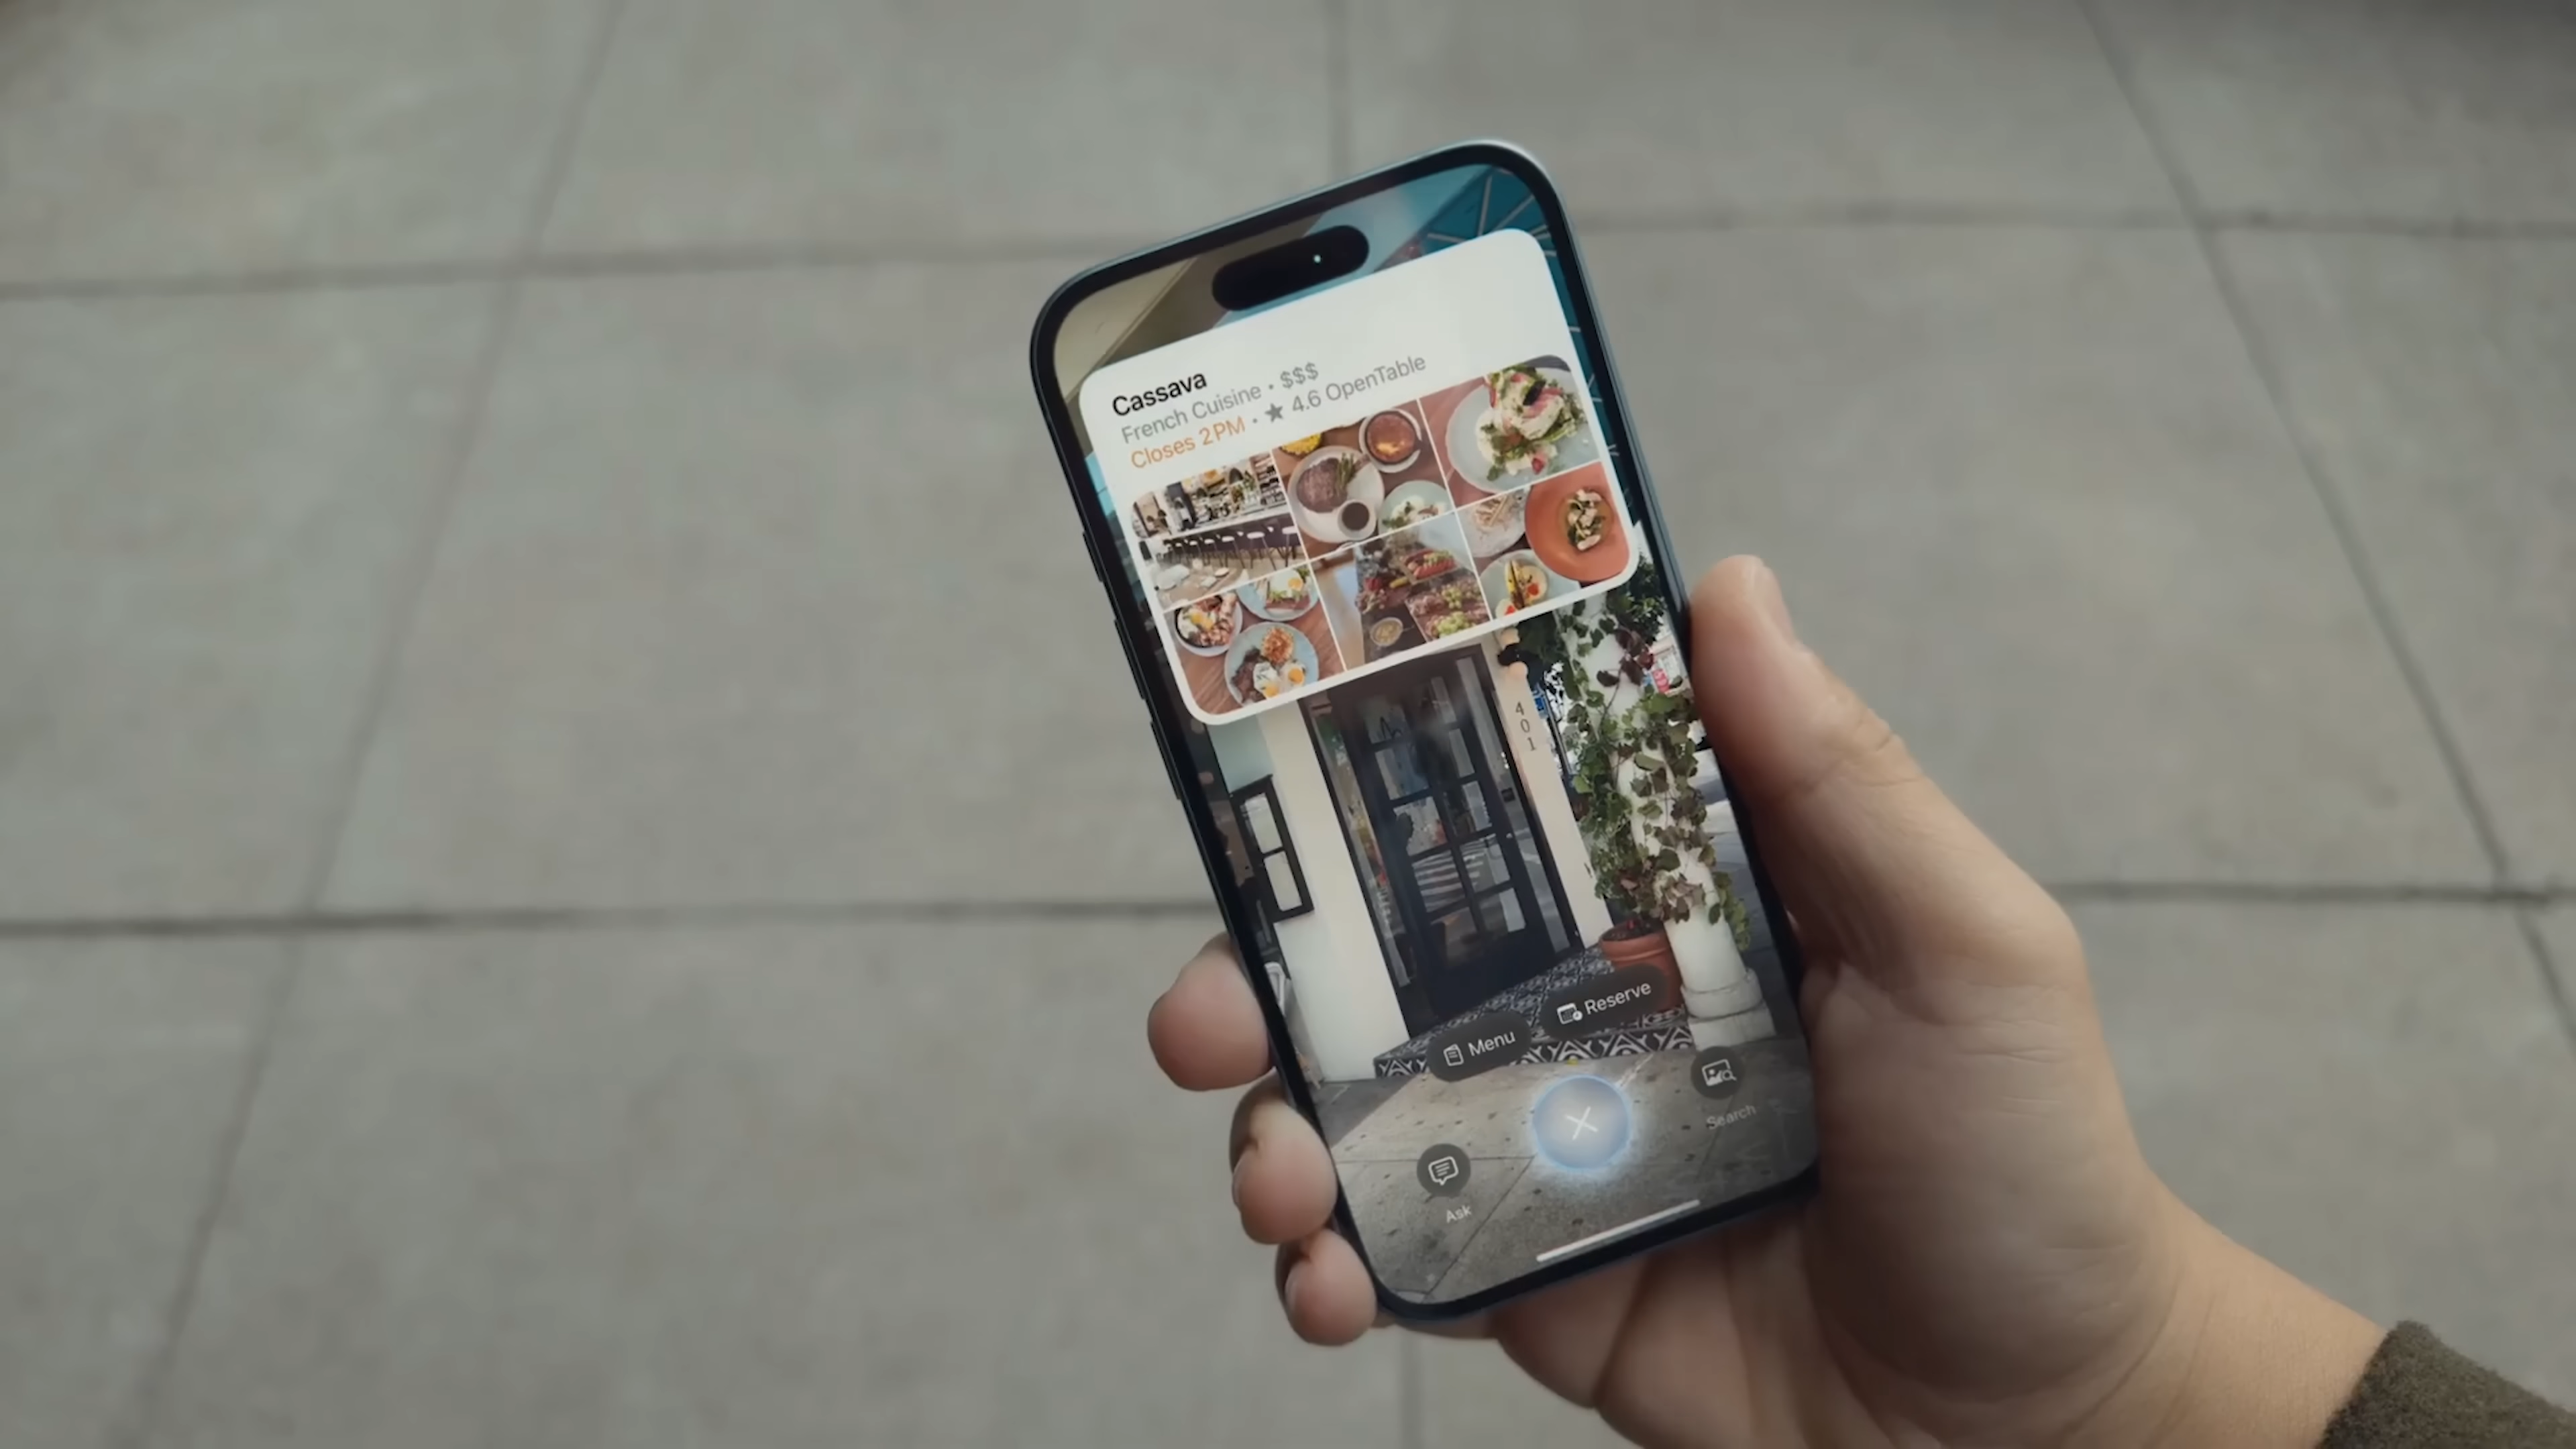 Cassava
French Cuisine • $$$
Closes 2PM • ★ 4.6 OpenTable
401
Reserve
Menu
Search
Ask